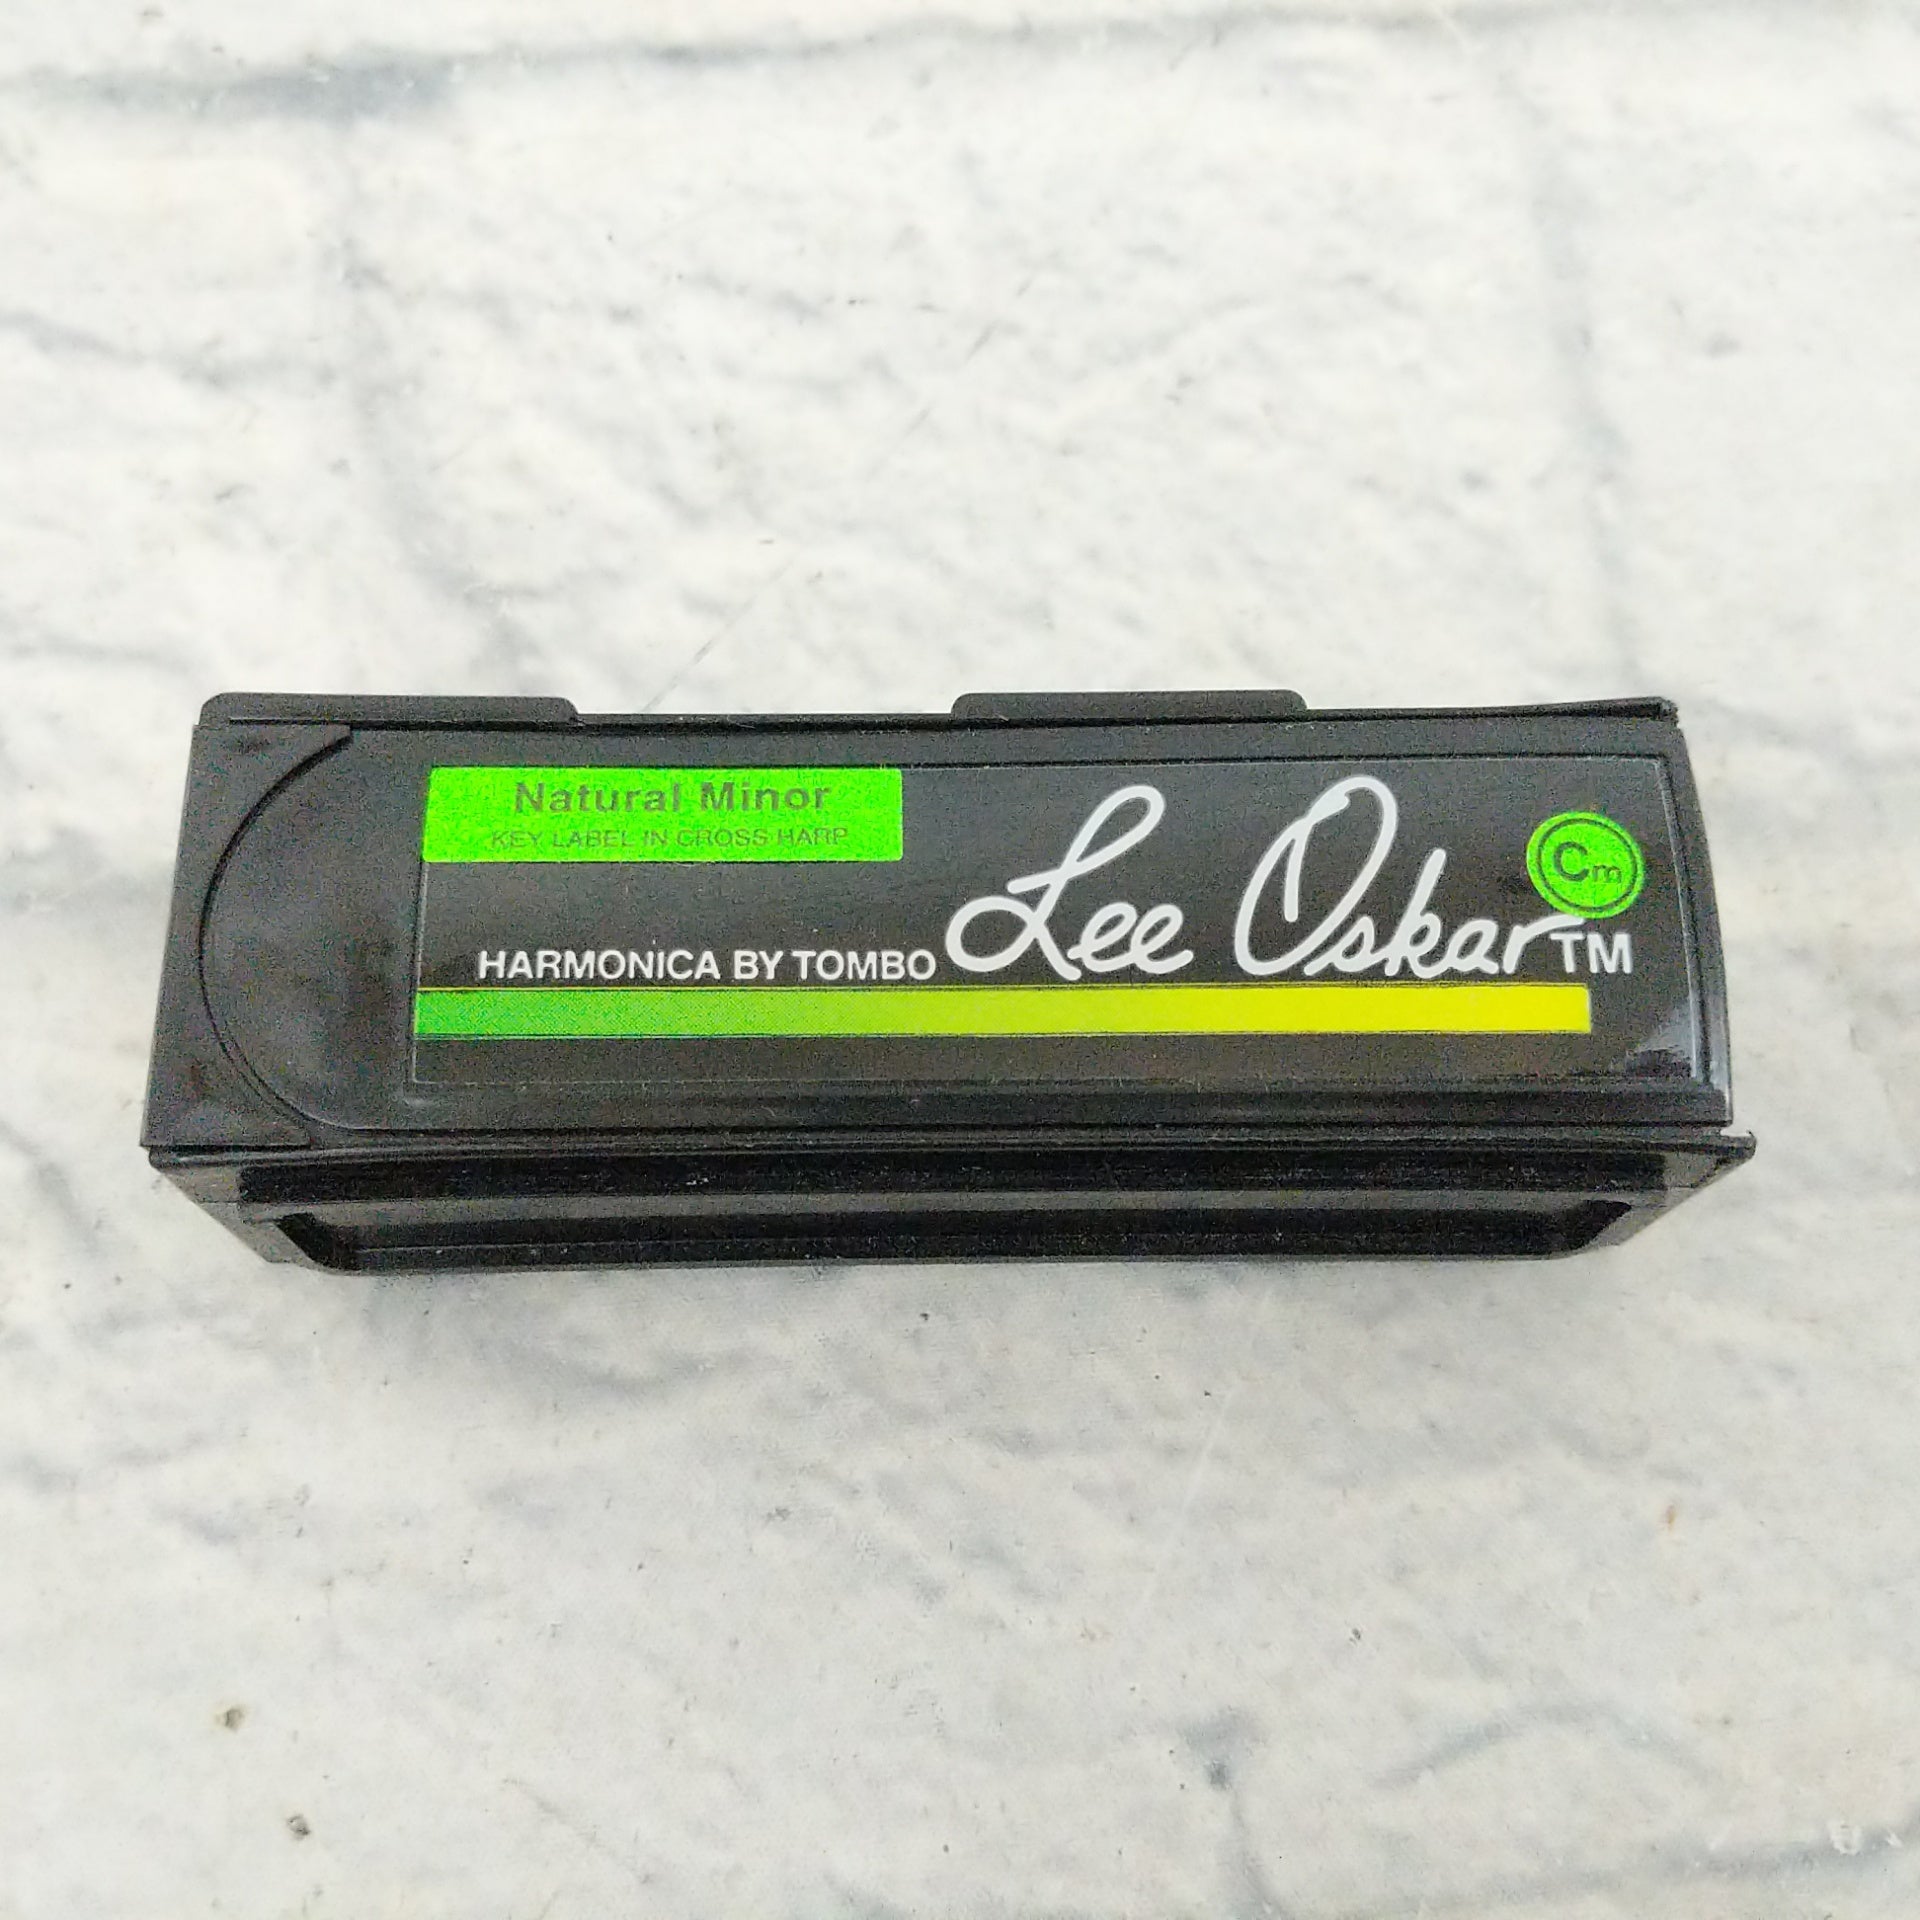 Natural Minor
KEY LABEL IN CROSS HARP
Cm
HARMONICA BY TOMBO Lee Oskar TM